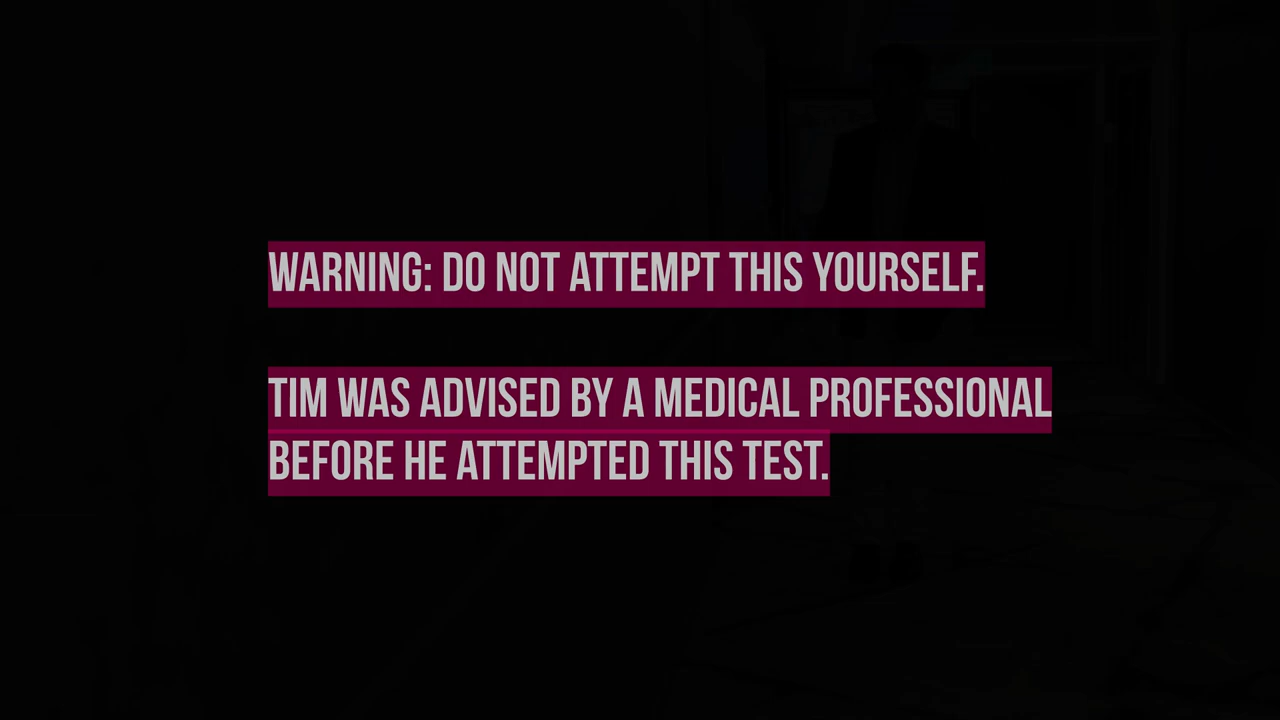 WARNING: DO NOT ATTEMPT THIS YOURSELF.
TIM WAS ADVISED BY A MEDICAL PROFESSIONAL
BEFORE HE ATTEMPTED THIS TEST.